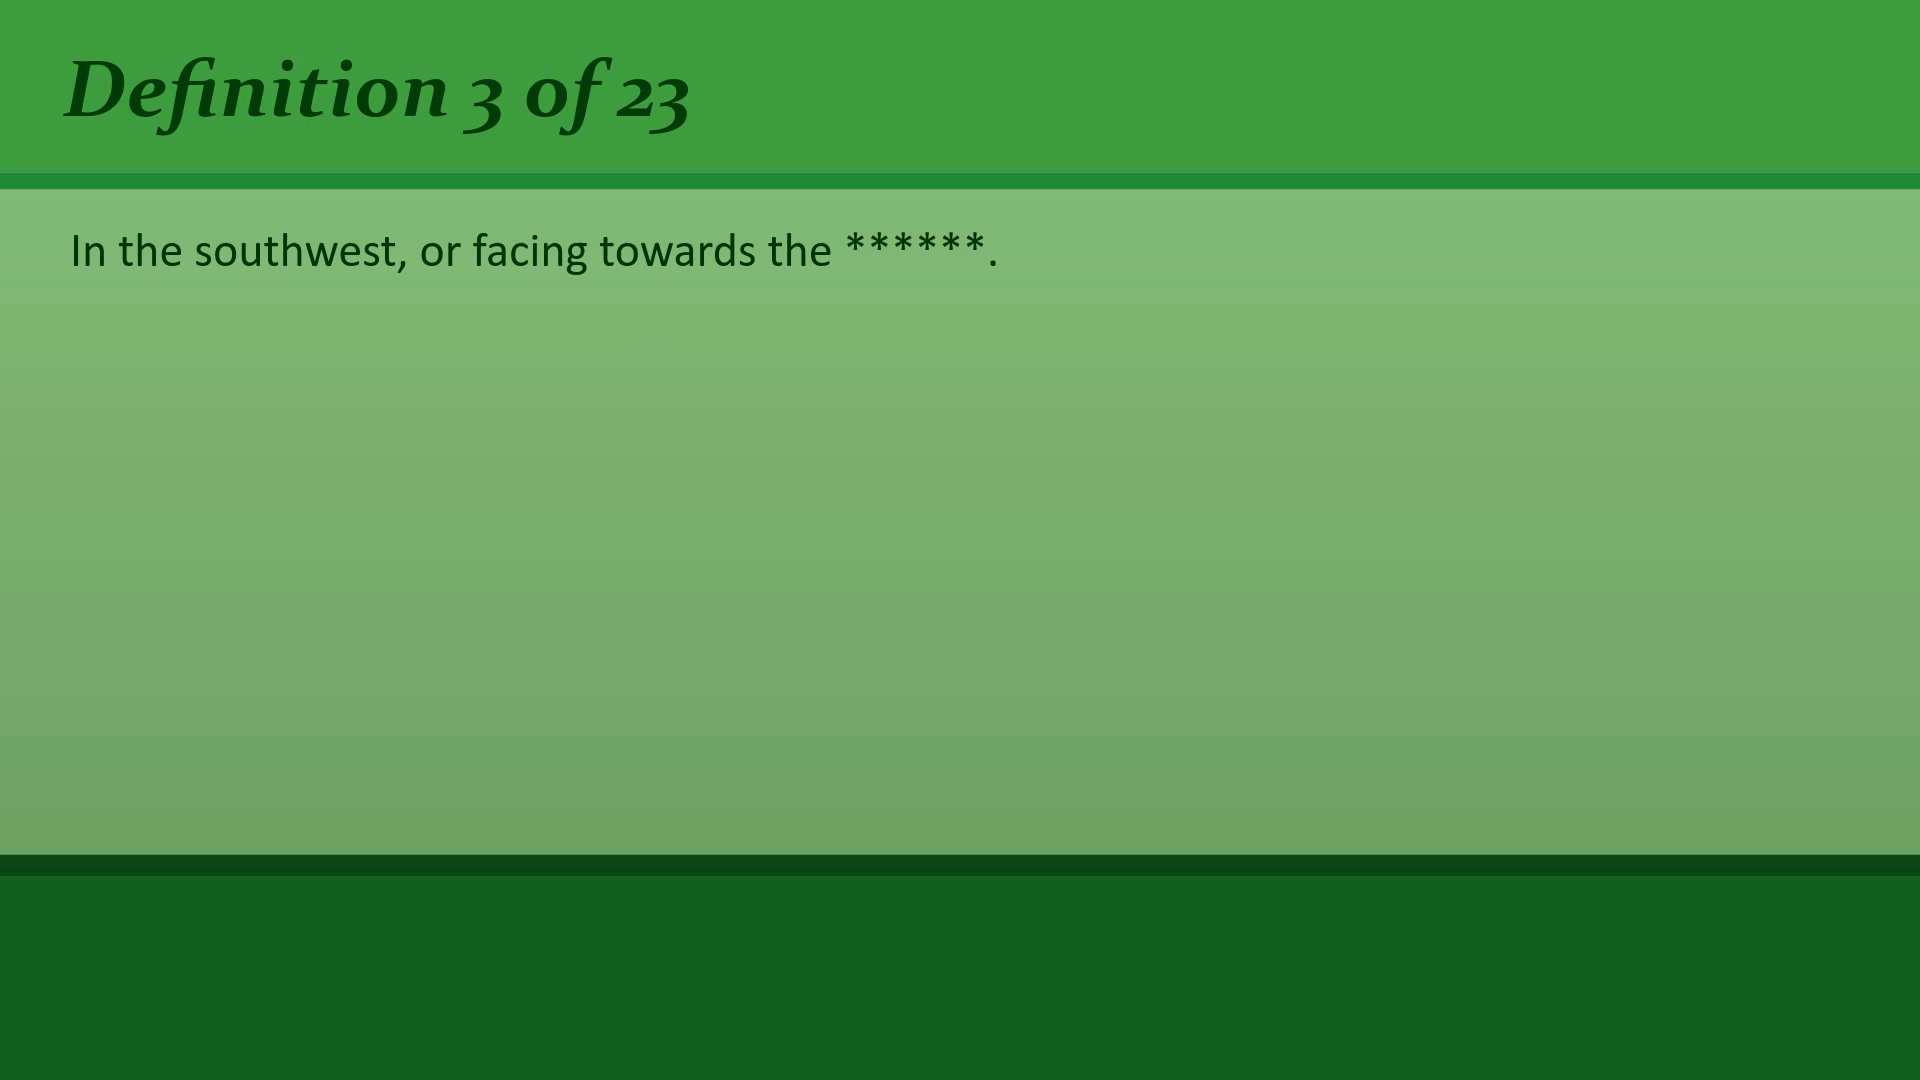 Definition 3 of 23
In the southwest, or facing towards the ******.